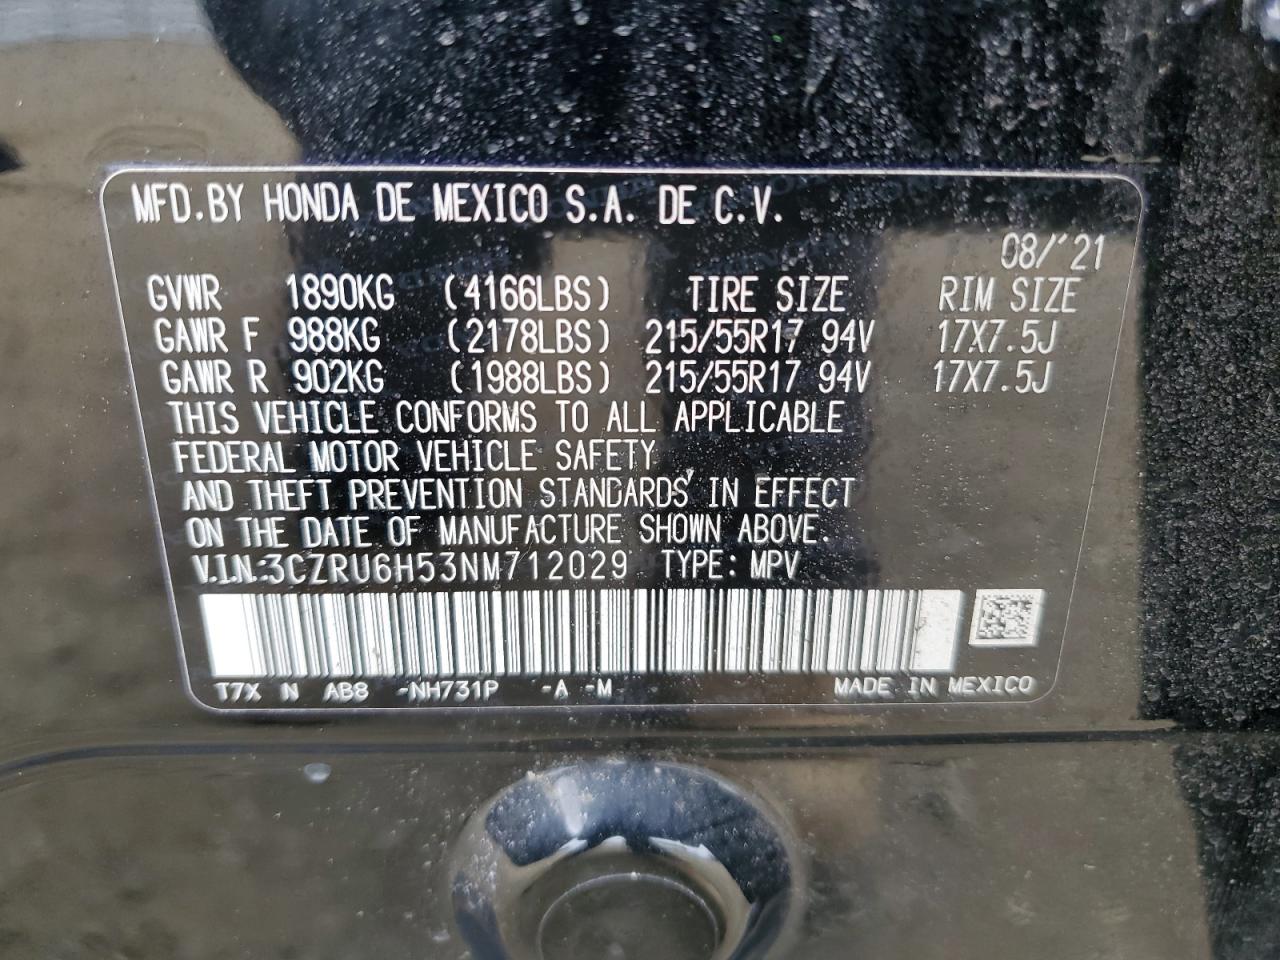 MFD.BY HONDA DE MEXICO S.A. DE C.V.
08/'21
GVWR 1890KG (4166LBS) TIRE SIZE RIM SIZE
GAWR F 988KG (2178LBS) 215/55R17 94V 17X7.5J
GAWR R 902KG (1988LBS) 215/55R17 94V 17X7.5J
THIS VEHICLE CONFORMS TO ALL APPLICABLE
FEDERAL MOTOR VEHICLE SAFETY
AND THEFT PREVENTION STANDARDS IN EFFECT
ON THE DATE OF MANUFACTURE SHOWN ABOVE.
V.I.N.:3CZRU6H53NM712029 TYPE: MPV
T7X N AB8 -NH731P -A -M MADE IN MEXICO